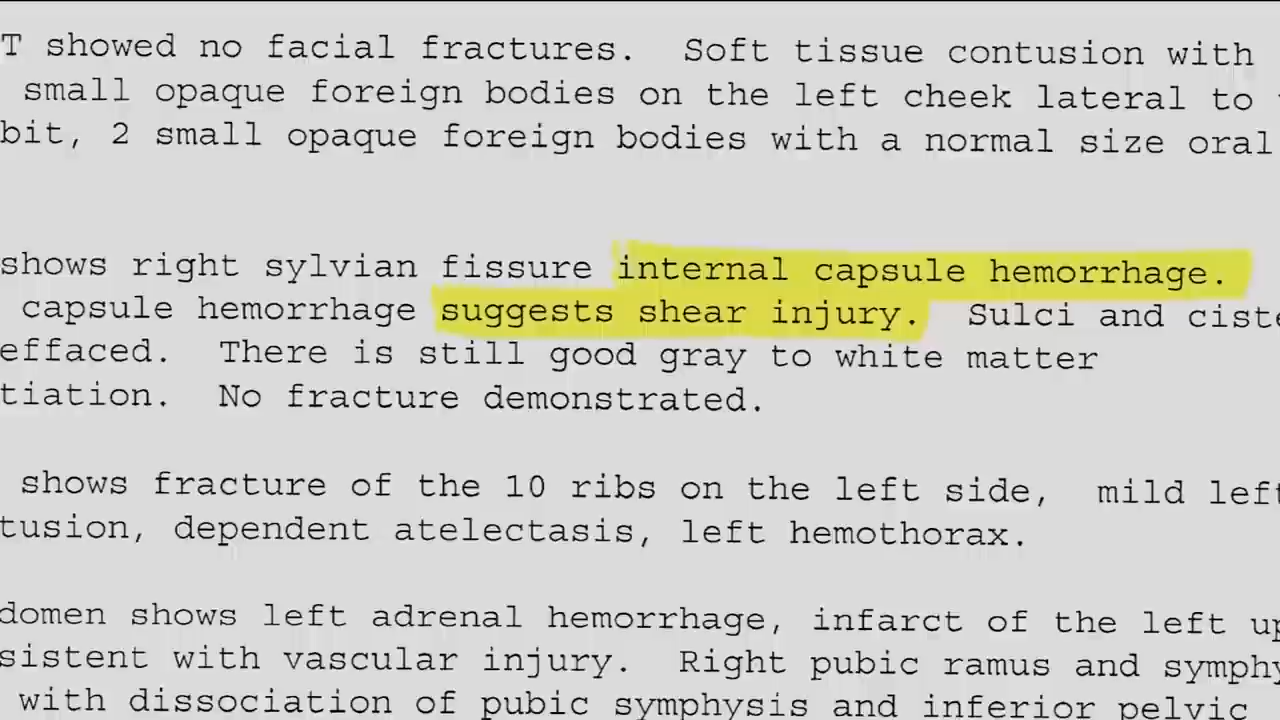 T showed no facial fractures. Soft tissue contusion with
small opaque foreign bodies on the left cheek lateral to
bit, 2 small opaque foreign bodies with a normal size oral
shows right sylvian fissure internal capsule hemorrhage.
capsule hemorrhage suggests shear injury. Sulci and ciste
effaced. There is still good gray to white matter
tiation. No fracture demonstrated.
shows fracture of the 10 ribs on the left side, mild left
tusion, dependent atelectasis, left hemothorax.
domen shows left adrenal hemorrhage, infarct of the left up
sistent with vascular injury. Right pubic ramus and symphy
with dissociation of pubic symphysis and inferior pelvic